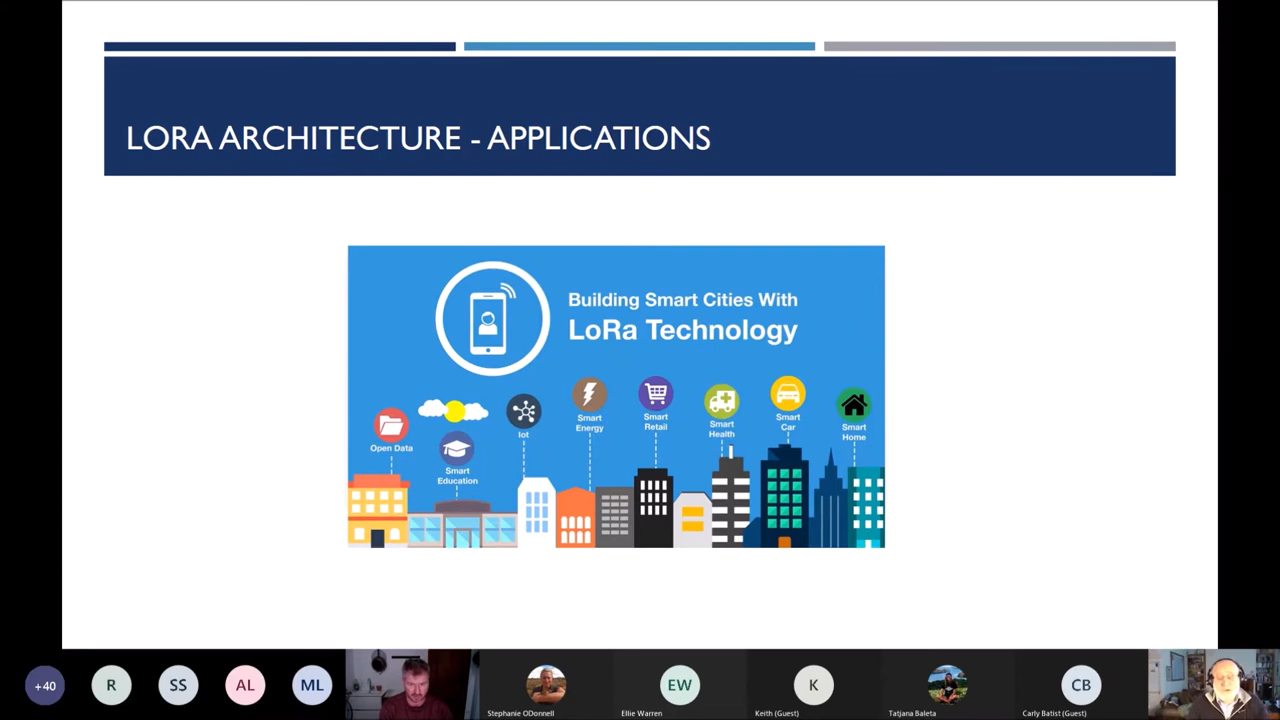 LORA ARCHITECTURE - APPLICATIONS
Building Smart Cities With
LoRa Technology
Open Data
Smart
Education
Iot
Smart
Energy
Smart
Retail
Smart
Health
Smart
Car
Smart
Home
+40
R
SS
AL
ML
Stephanie ODonnell
EW
Ellie Warren
K
Keith (Guest)
Tatjana Baleta
CB
Carly Batist (Guest)